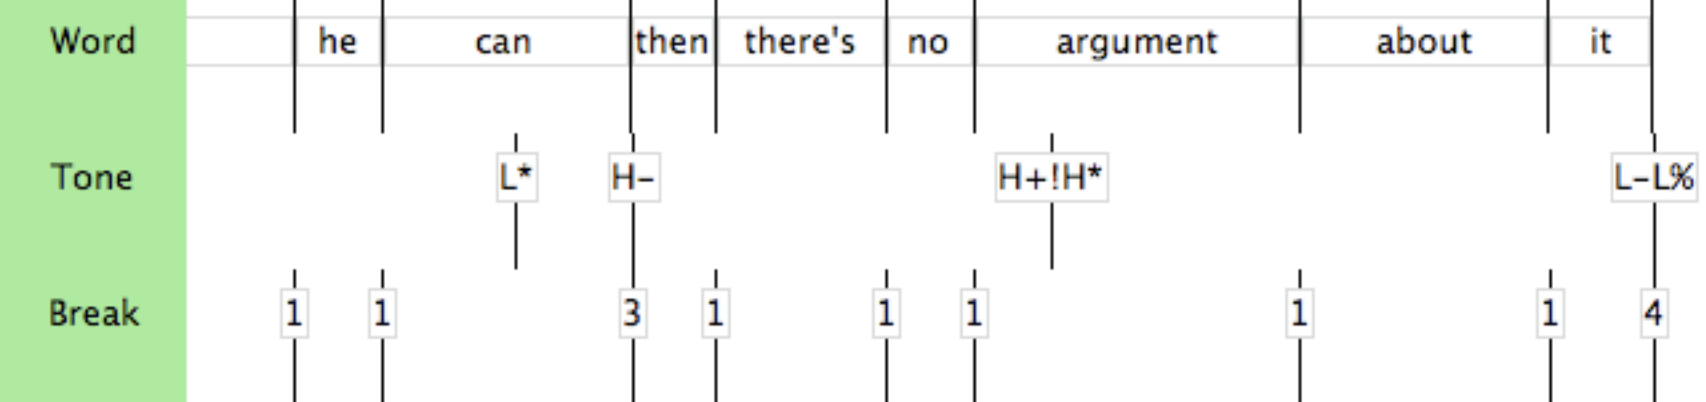 Word he can then there's no argument about it
Tone L* H- H+!H* L-L%
Break 1 1 3 1 1 1 1 1 4